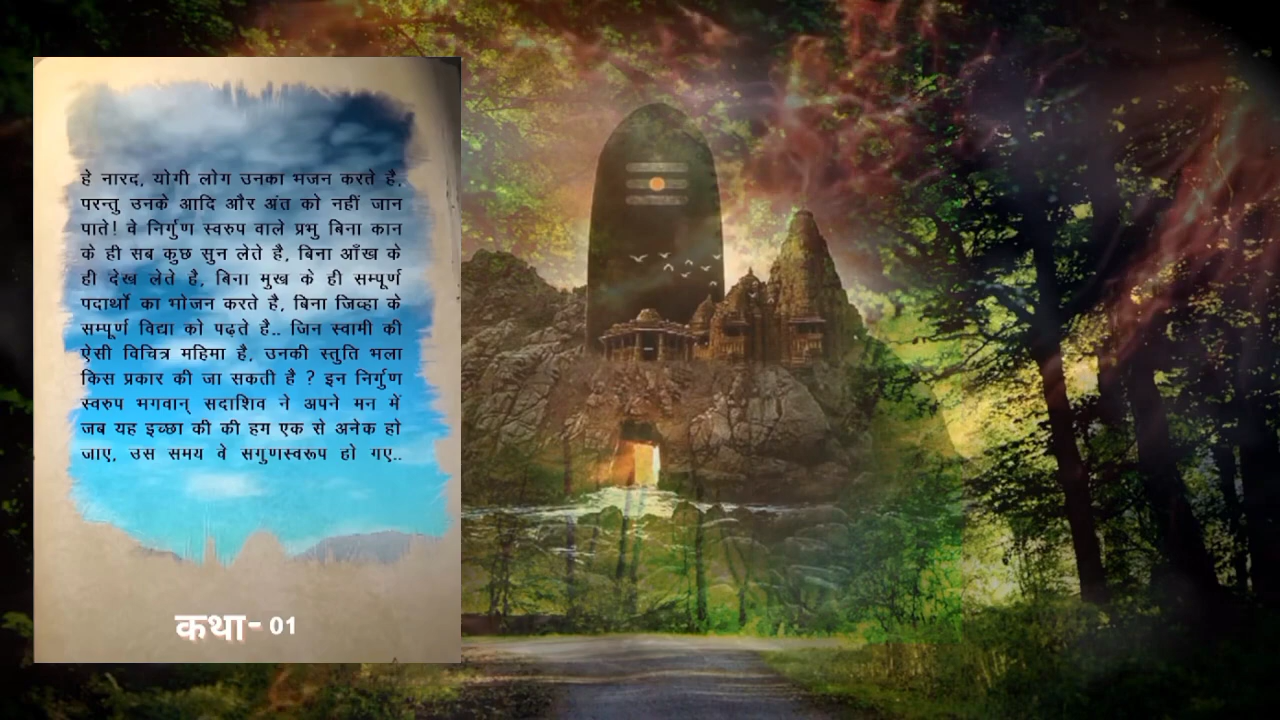 हे नारद, योगी लोग उनका भजन करते है,
परन्तु उनके आदि और अंत को नहीं जान
पाते! वे निर्गुण स्वरुप वाले प्रभु बिना कान
के ही सब कुछ सुन लेते है, बिना आँख के
ही देख लेते है, बिना मुख के ही सम्पूर्ण
पदार्थो का भोजन करते है, बिना जिव्हा के
सम्पूर्ण विद्या को पढ़ते है.. जिन स्वामी की
ऐसी विचित्र महिमा है, उनकी स्तुति भला
किस प्रकार की जा सकती है ? इन निर्गुण
स्वरुप भगवान् सदाशिव ने अपने मन में
जब यह इच्छा की की हम एक से अनेक हो
जाए, उस समय वे सगुणस्वरूप हो गए..
कथा- 01